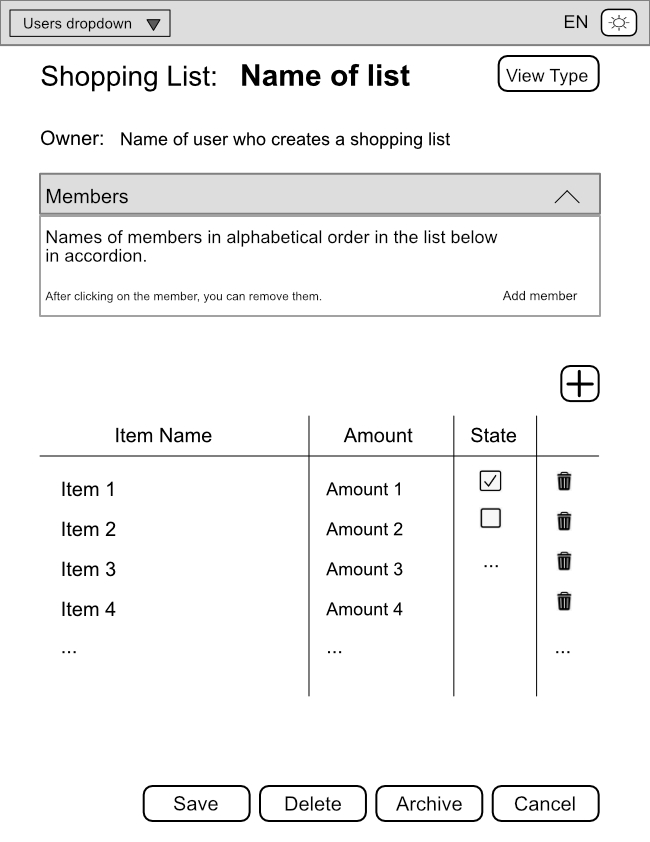 Users dropdown
EN
Shopping List: Name of list
View Type
Owner: Name of user who creates a shopping list
Members
Names of members in alphabetical order in the list below
in accordion.
After clicking on the member, you can remove them.
Add member
Item Name Amount State
Item 1 Amount 1
Item 2 Amount 2
Item 3 Amount 3 ...
Item 4 Amount 4
... ... ...
Save Delete Archive Cancel